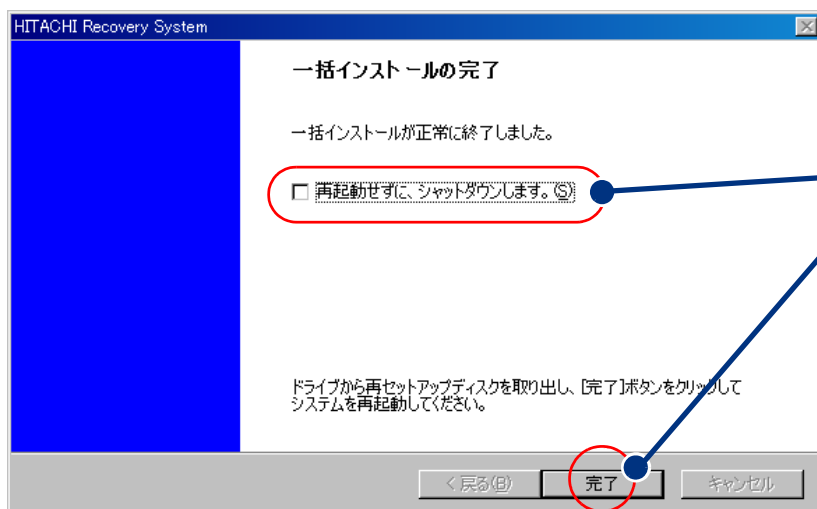 HITACHI Recovery System
一括インストールの完了
一括インストールが正常に終了しました。
再起動せずに、シャットダウンします。(S)
ドライブから再セットアップディスクを取り出し、[完了]ボタンをクリックして
システムを再起動してください。
< 戻る(B)
完了
キャンセル